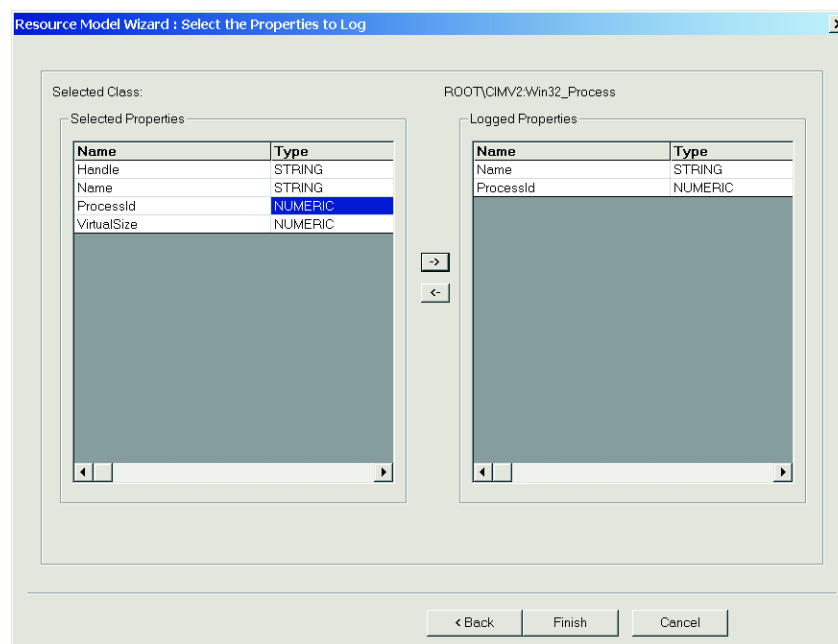 Resource Model Wizard : Select the Properties to Log
Selected Class: ROOT\CIMV2:Win32_Process
Selected Properties
Name Type
Handle STRING
Name STRING
ProcessId NUMERIC
VirtualSize NUMERIC
->
<-
Logged Properties
Name Type
Name STRING
ProcessId NUMERIC
< Back Finish Cancel